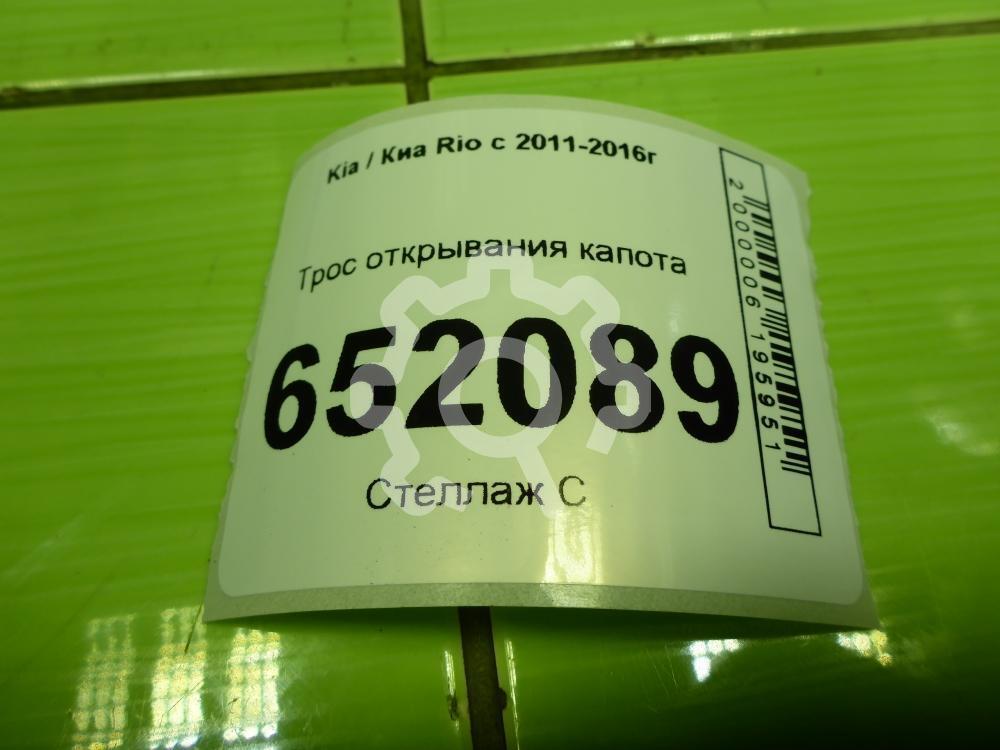 Kia / Киа Rio с 2011-2016г
Трос открывания капота
652089
Стеллаж С
2000006195951